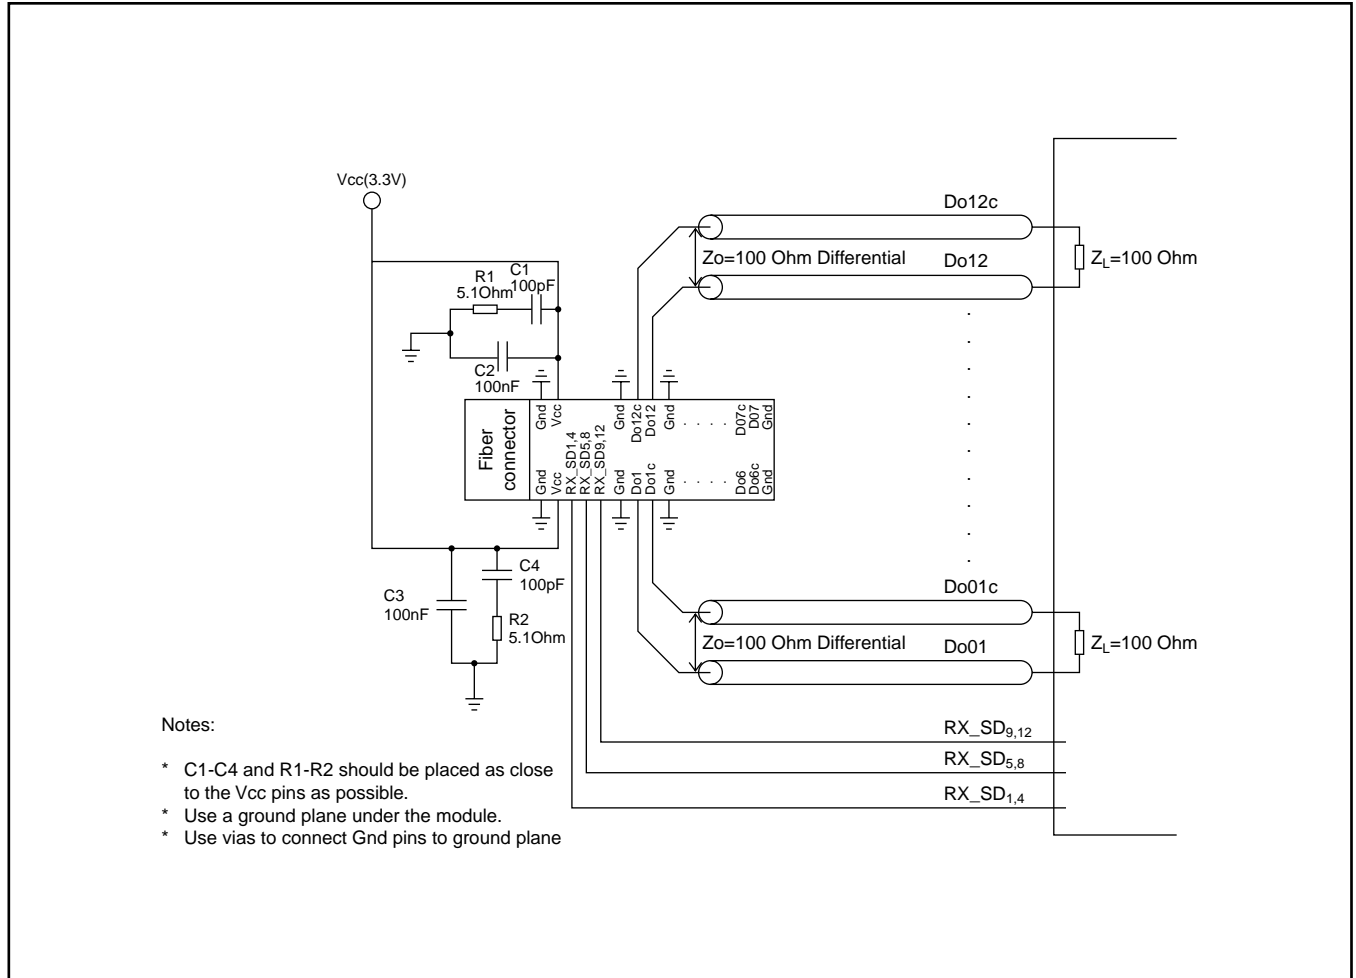 Vcc(3.3V)
Do12c
Zo=100 Ohm Differential
Do12
ZL=100 Ohm
C1
100pF
R1
5.1Ohm
C2
100nF
Fiber
connector
Gnd
Vcc
Gnd
Do12c
Do12
Gnd
. . . .
D07c
D07
Gnd
RX_SD1,4
RX_SD5,8
RX_SD9,12
Gnd
Vcc
Gnd
Do1
Do1c
Gnd
. . . .
Do6
Do6c
Gnd
C4
100pF
C3
100nF
R2
5.1Ohm
Do01c
Zo=100 Ohm Differential
Do01
ZL=100 Ohm
RX_SD9,12
RX_SD5,8
RX_SD1,4
Notes:
* C1-C4 and R1-R2 should be placed as close
to the Vcc pins as possible.
* Use a ground plane under the module.
* Use vias to connect Gnd pins to ground plane